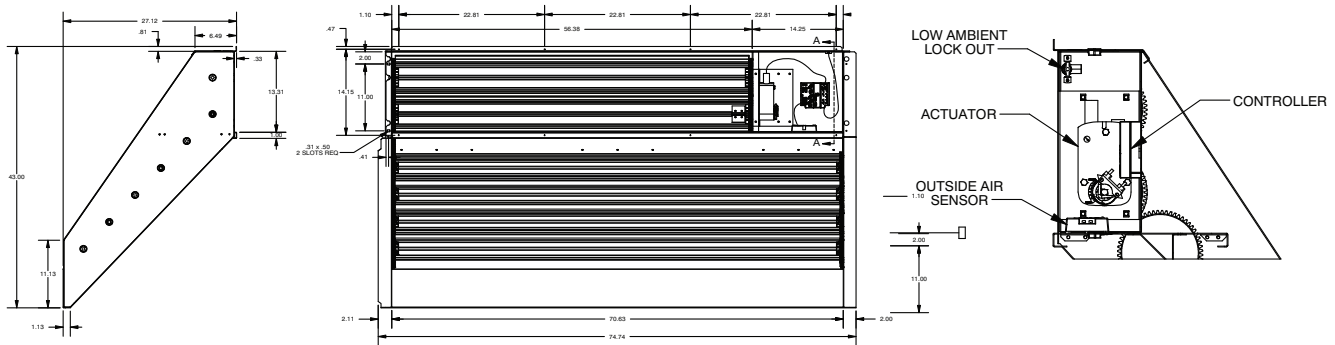 27.12
.81
6.49
.33
43.00
13.31
1.00
11.13
1.13
1.10
22.81
22.81
22.81
56.38
14.25
.47
2.00
14.15
11.00
.31 x .50
2 SLOTS REQ
.41
A
A
1.10
2.00
11.00
2.11
70.63
2.00
74.74
LOW AMBIENT
LOCK OUT
ACTUATOR
CONTROLLER
OUTSIDE AIR
SENSOR